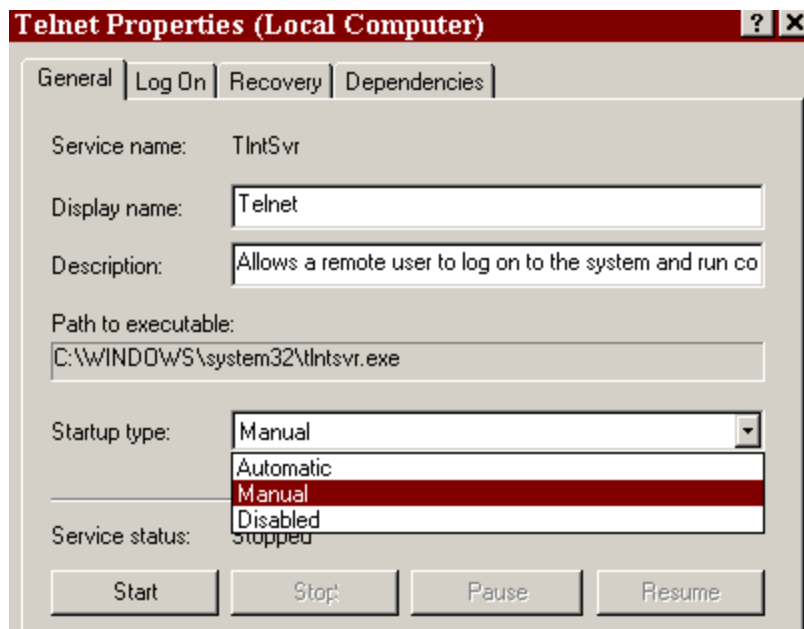 Telnet Properties (Local Computer) ? X
General Log On Recovery Dependencies
Service name: TlntSvr
Display name: Telnet
Description: Allows a remote user to log on to the system and run co
Path to executable:
C:\WINDOWS\system32\tlntsvr.exe
Startup type: Manual
Automatic
Manual
Disabled
Service status: Stopped
Start Stop Pause Resume